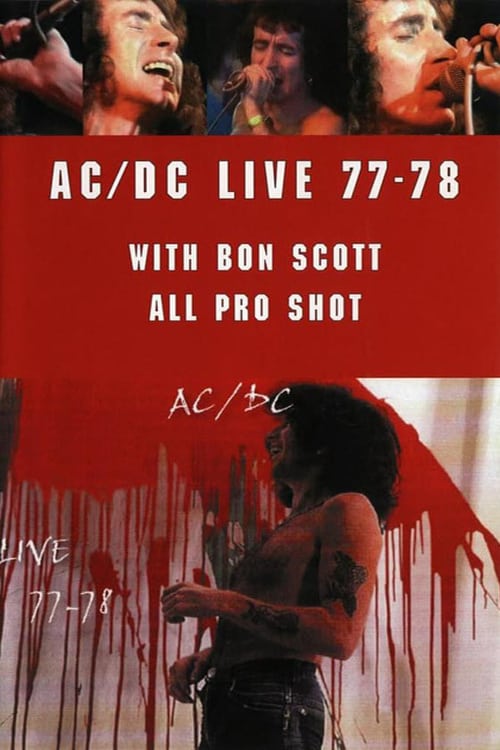 AC/DC LIVE 77-78
WITH BON SCOTT
ALL PRO SHOT
AC/DC
LIVE
77-78